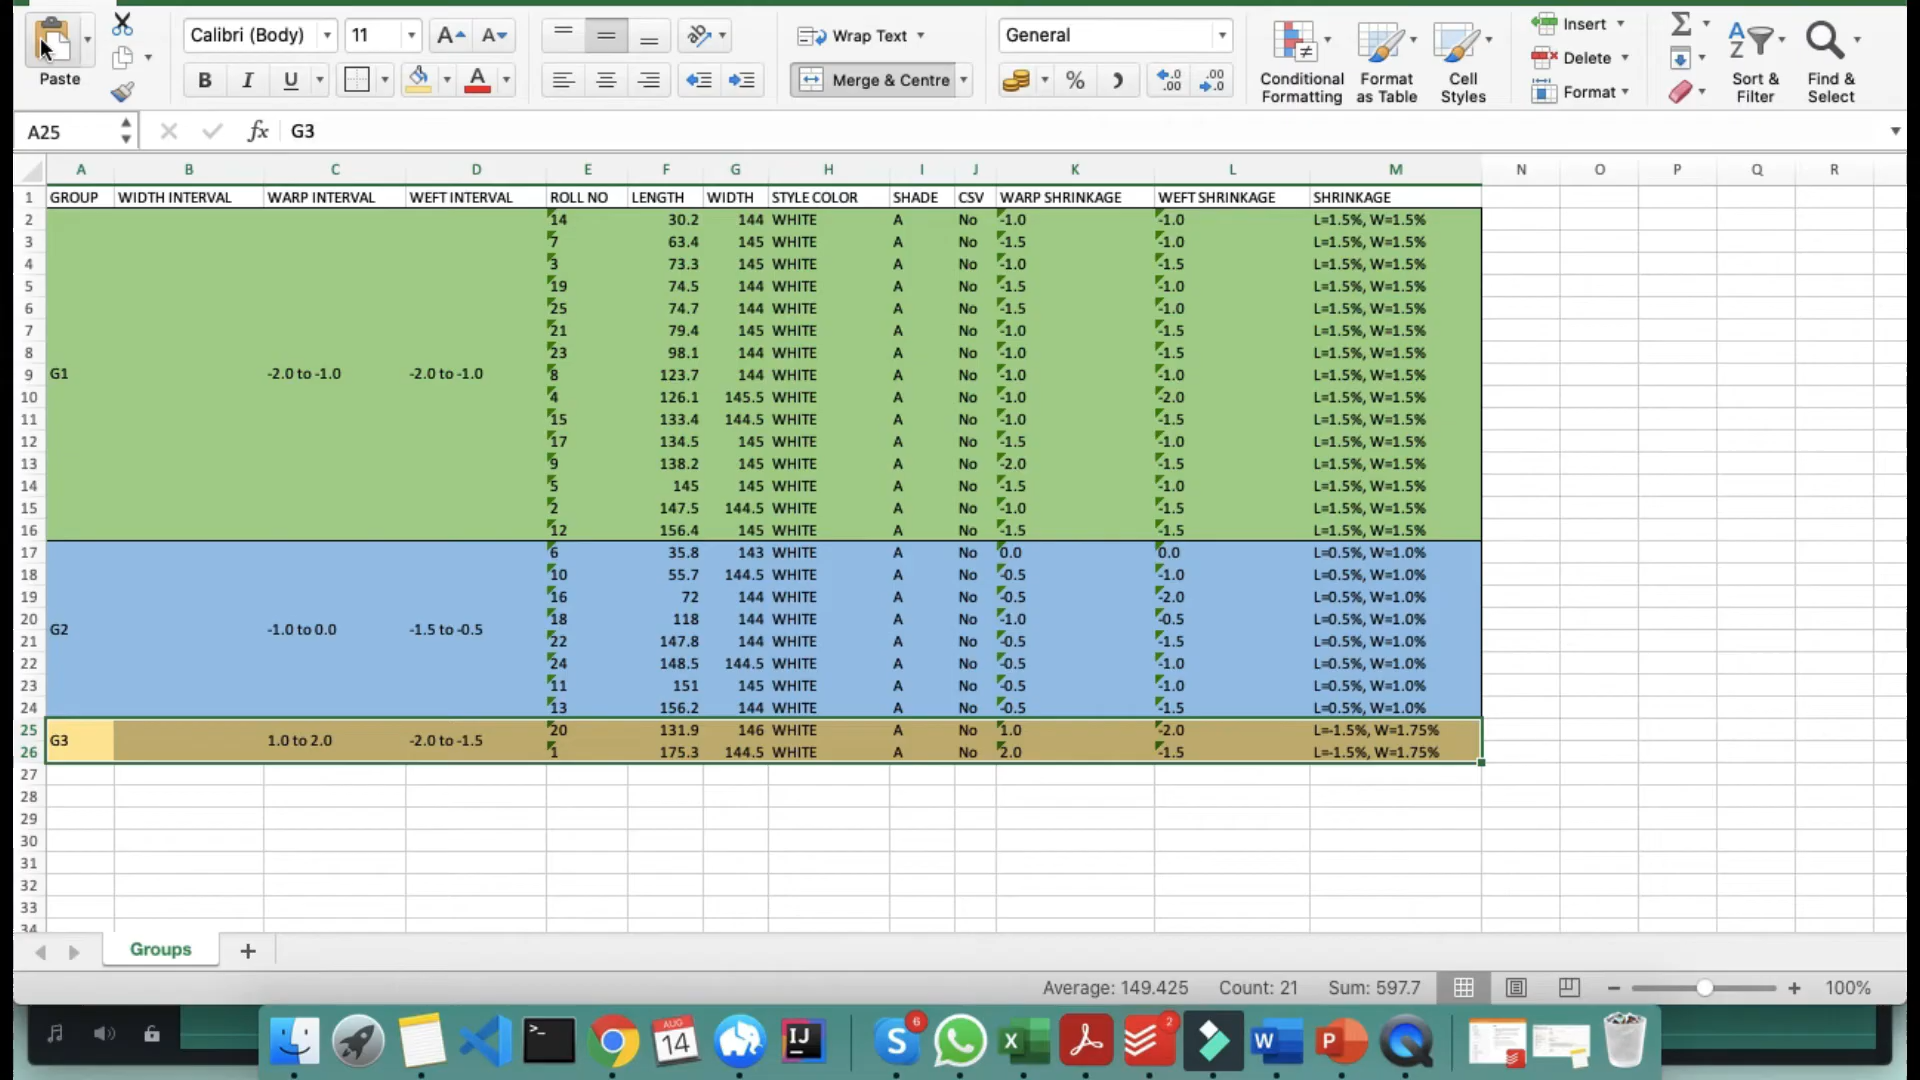 Calibri (Body) 11 A A Wrap Text General Insert
Paste B I U A Merge & Centre % Conditional Formatting Format as Table Cell Styles Delete Format Sort & Filter Find & Select
A25 fx G3
A B C D E F G H I J K L M N O P Q R
1 GROUP WIDTH INTERVAL WARP INTERVAL WEFT INTERVAL ROLL NO LENGTH WIDTH STYLE COLOR SHADE CSV WARP SHRINKAGE WEFT SHRINKAGE SHRINKAGE
2 14 30.2 144 WHITE A No -1.0 -1.0 L=1.5%, W=1.5%
3 7 63.4 145 WHITE A No -1.5 -1.0 L=1.5%, W=1.5%
4 3 73.3 145 WHITE A No -1.0 -1.5 L=1.5%, W=1.5%
5 19 74.5 144 WHITE A No -1.5 -1.0 L=1.5%, W=1.5%
6 25 74.7 144 WHITE A No -1.5 -1.0 L=1.5%, W=1.5%
7 21 79.4 145 WHITE A No -1.0 -1.5 L=1.5%, W=1.5%
8 23 98.1 144 WHITE A No -1.0 -1.5 L=1.5%, W=1.5%
9 G1 -2.0 to -1.0 -2.0 to -1.0 8 123.7 144 WHITE A No -1.0 -1.0 L=1.5%, W=1.5%
10 4 126.1 145.5 WHITE A No -1.0 -2.0 L=1.5%, W=1.5%
11 15 133.4 144.5 WHITE A No -1.0 -1.5 L=1.5%, W=1.5%
12 17 134.5 145 WHITE A No -1.5 -1.0 L=1.5%, W=1.5%
13 9 138.2 145 WHITE A No -2.0 -1.5 L=1.5%, W=1.5%
14 5 145 145 WHITE A No -1.5 -1.0 L=1.5%, W=1.5%
15 2 147.5 144.5 WHITE A No -1.0 -1.5 L=1.5%, W=1.5%
16 12 156.4 145 WHITE A No -1.5 -1.5 L=1.5%, W=1.5%
17 6 35.8 143 WHITE A No 0.0 0.0 L=0.5%, W=1.0%
18 10 55.7 144.5 WHITE A No -0.5 -1.0 L=0.5%, W=1.0%
19 16 72 144 WHITE A No -0.5 -2.0 L=0.5%, W=1.0%
20 18 118 144 WHITE A No -1.0 -0.5 L=0.5%, W=1.0%
G2 -1.0 to 0.0 -1.5 to -0.5
21 22 147.8 144 WHITE A No -0.5 -1.5 L=0.5%, W=1.0%
22 24 148.5 144.5 WHITE A No -0.5 -1.0 L=0.5%, W=1.0%
23 11 151 145 WHITE A No -0.5 -1.0 L=0.5%, W=1.0%
24 13 156.2 144 WHITE A No -0.5 -1.5 L=0.5%, W=1.0%
25 20 131.9 146 WHITE A No 1.0 -2.0 L=-1.5%, W=1.75%
G3 1.0 to 2.0 -2.0 to -1.5
26 1 175.3 144.5 WHITE A No 2.0 -1.5 L=-1.5%, W=1.75%
27
28
29
30
31
32
33
34
Groups +
Average: 149.425 Count: 21 Sum: 597.7 100%
AUG
14 IJ S 6 X 2 W P